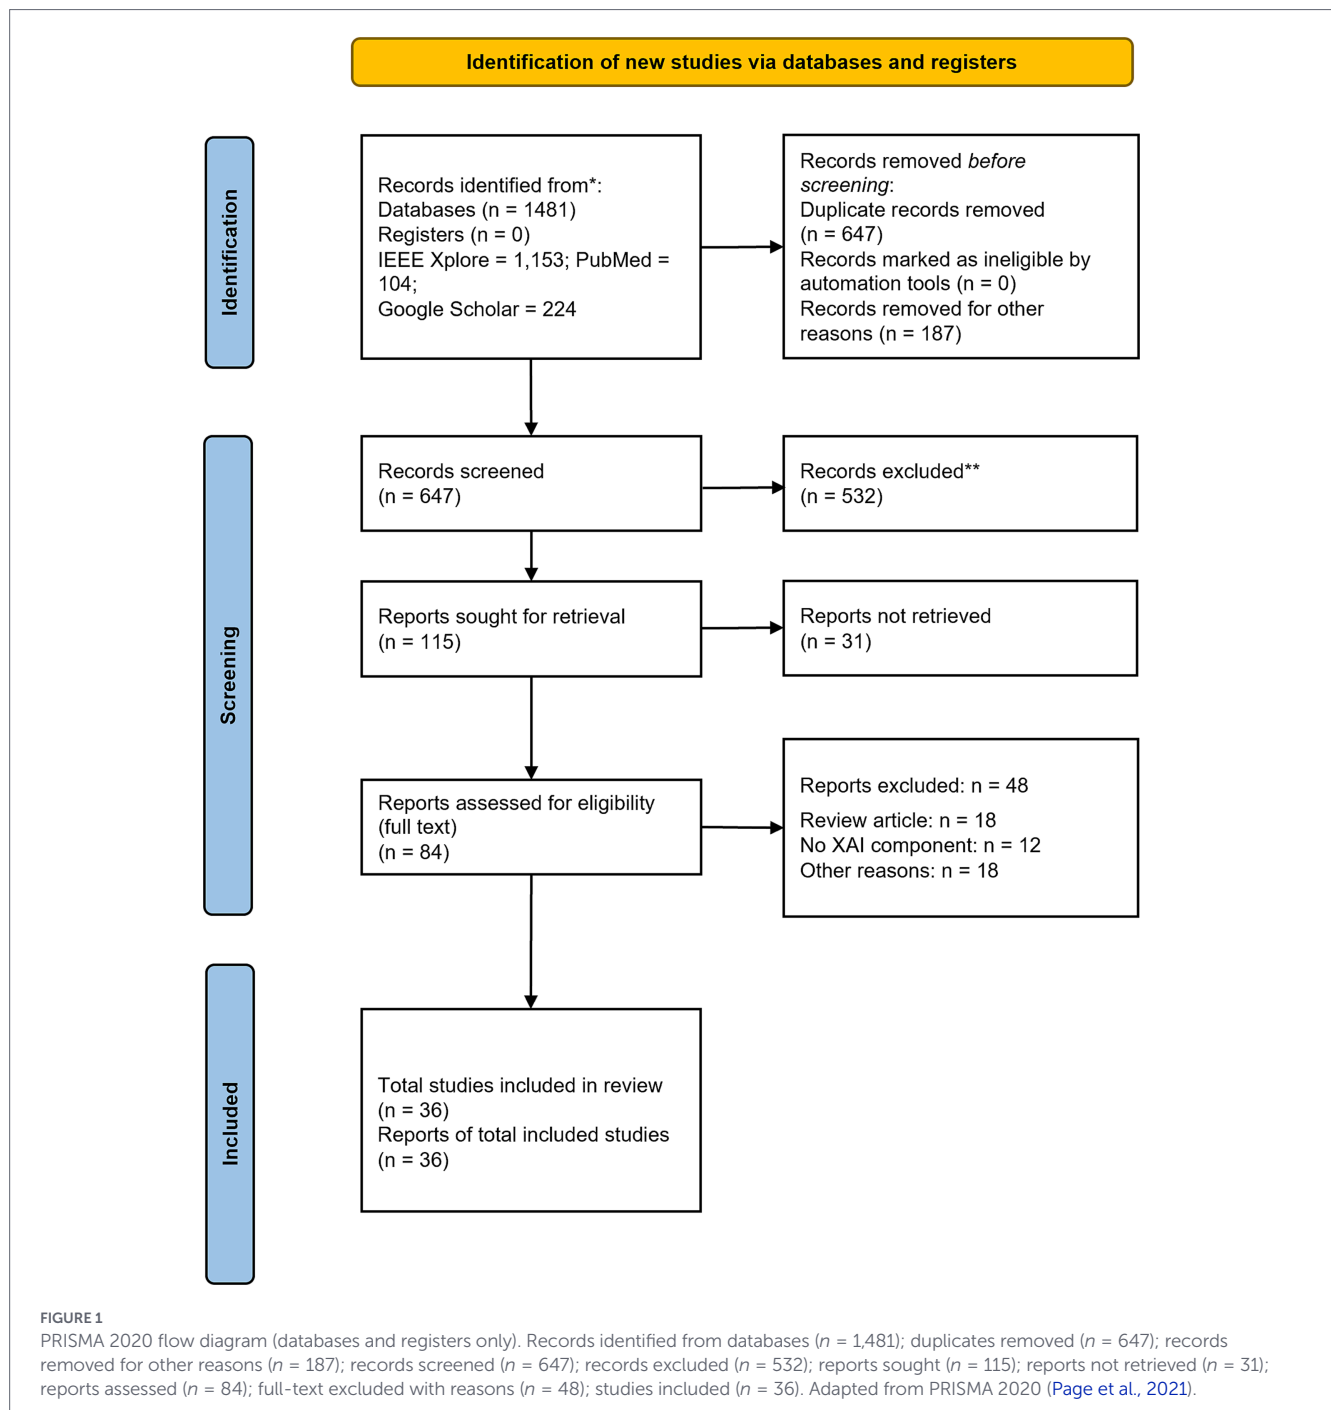 Identification of new studies via databases and registers
Identification
Records identified from*:
Databases (n = 1481)
Registers (n = 0)
IEEE Xplore = 1,153; PubMed =
104;
Google Scholar = 224
Records removed before
screening:
Duplicate records removed
(n = 647)
Records marked as ineligible by
automation tools (n = 0)
Records removed for other
reasons (n = 187)
Screening
Records screened
(n = 647)
Records excluded**
(n = 532)
Reports sought for retrieval
(n = 115)
Reports not retrieved
(n = 31)
Reports assessed for eligibility
(full text)
(n = 84)
Reports excluded: n = 48
Review article: n = 18
No XAI component: n = 12
Other reasons: n = 18
Included
Total studies included in review
(n = 36)
Reports of total included studies
(n = 36)
FIGURE 1
PRISMA 2020 flow diagram (databases and registers only). Records identified from databases (n = 1,481); duplicates removed (n = 647); records
removed for other reasons (n = 187); records screened (n = 647); records excluded (n = 532); reports sought (n = 115); reports not retrieved (n = 31);
reports assessed (n = 84); full-text excluded with reasons (n = 48); studies included (n = 36). Adapted from PRISMA 2020 (Page et al., 2021).